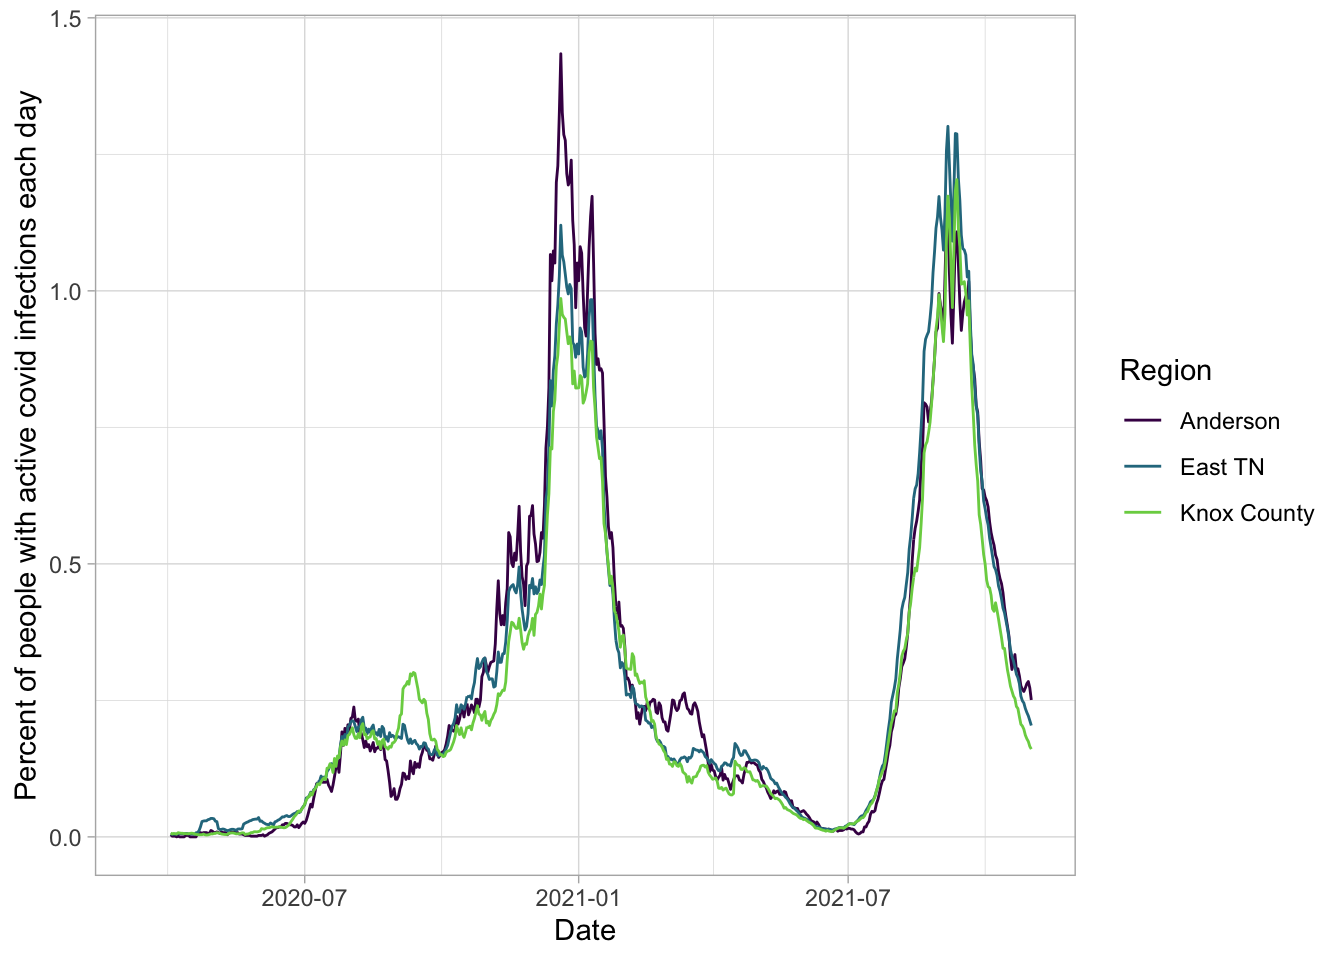 Percent of people with active covid infections each day
1.5
1.0
0.5
0.0
2020-07
2021-01
2021-07
Date
Region
Anderson
East TN
Knox County